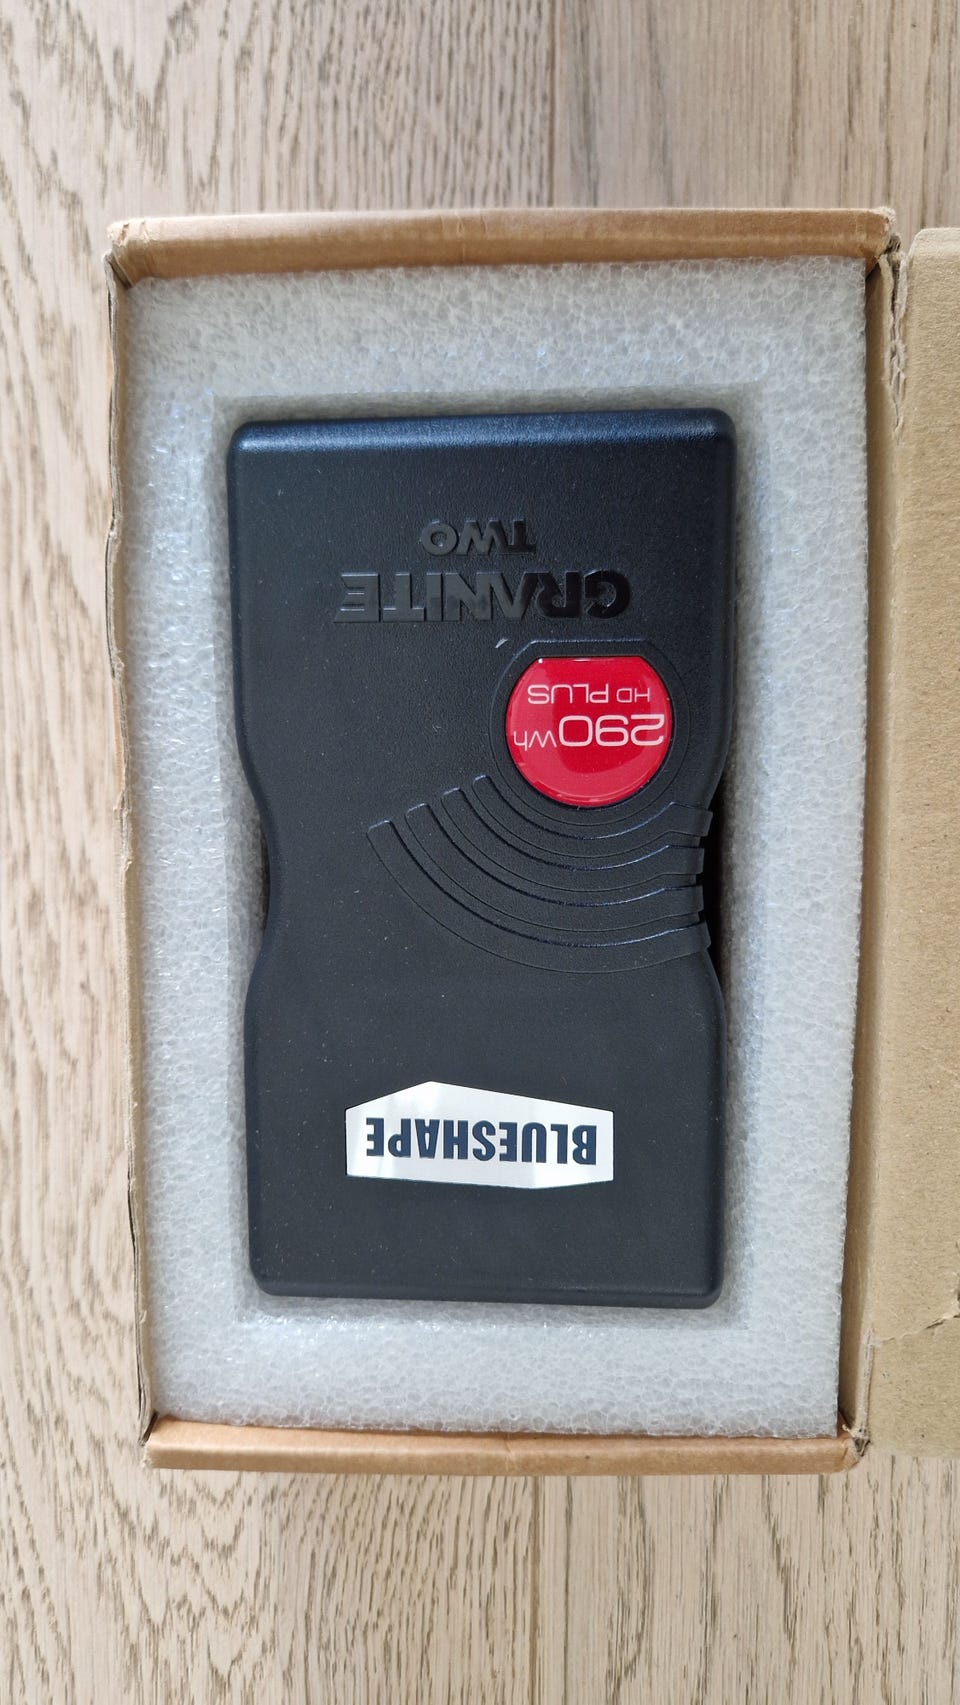 BLUESHAPE
290Wh
HD PLUS
GRANITE
TWO